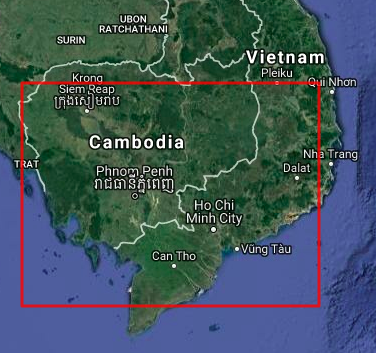 UBON
RATCHATHANI
SURIN
Vietnam
Pleiku
Qui Nhơn
Krong
Siem Reap
ក្រុងសៀមរាប
Cambodia
TRAT
Nha Trang
Dalat
Phnom Penh
រាជធានីភ្នំពេញ
Ho Chi
Minh City
Vũng Tàu
Can Tho